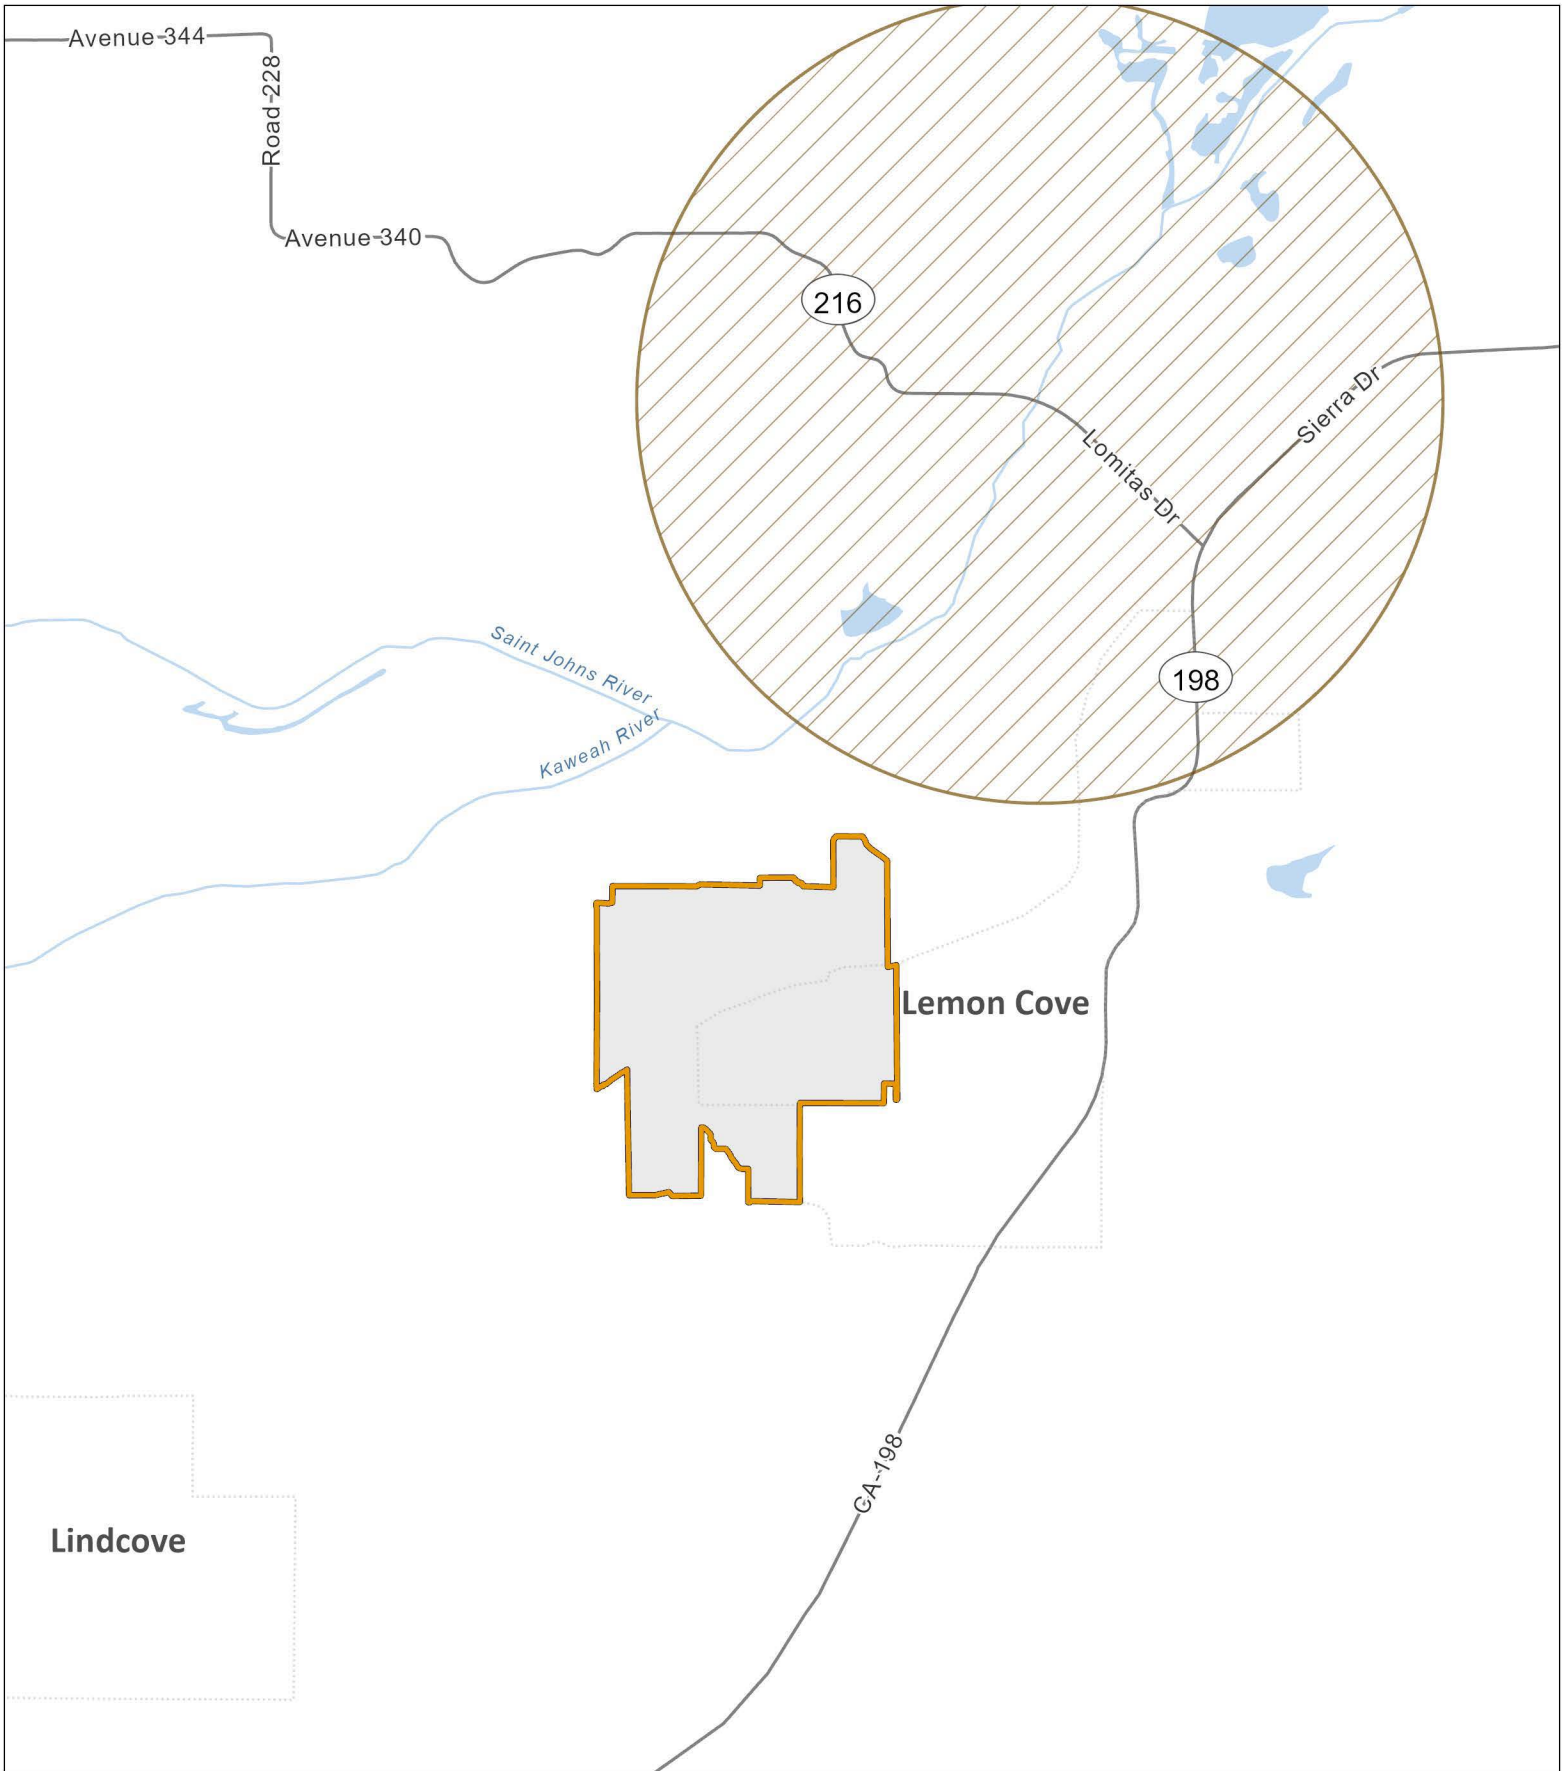 Avenue 344
Road 228
Avenue 340
216
Sierra Dr
Lomitas Dr
Saint Johns River
198
Kaweah River
Lemon Cove
CA-198
Lindcove